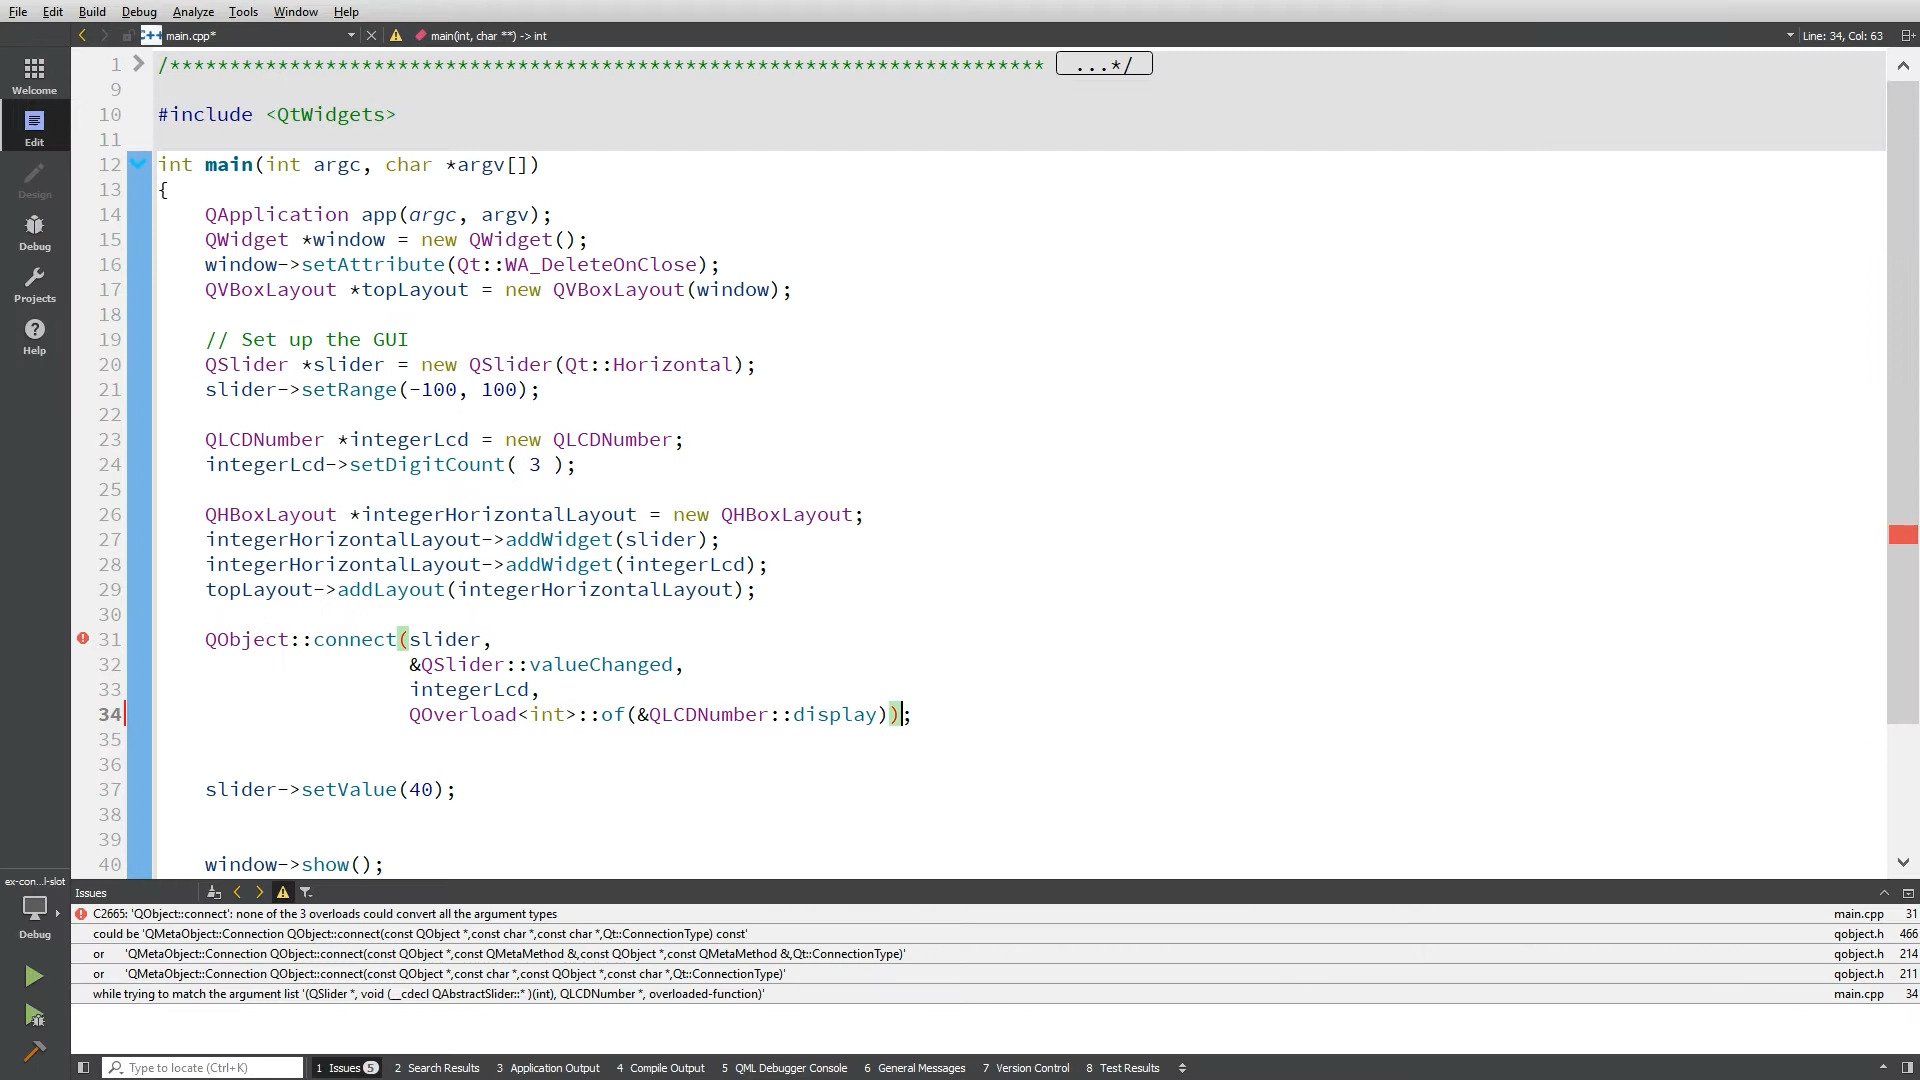 File Edit Build Debug Analyze Tools Window Help
C++ main.cpp* main(int, char **) -> int Line: 34, Col: 63
Welcome
Edit
Design
Debug
Projects
Help
1 /************************************************************************* ...*/
9
10 #include <QtWidgets>
11
12 int main(int argc, char *argv[])
13 {
14 QApplication app(argc, argv);
15 QWidget *window = new QWidget();
16 window->setAttribute(Qt::WA_DeleteOnClose);
17 QVBoxLayout *topLayout = new QVBoxLayout(window);
18
19 // Set up the GUI
20 QSlider *slider = new QSlider(Qt::Horizontal);
21 slider->setRange(-100, 100);
22
23 QLCDNumber *integerLcd = new QLCDNumber;
24 integerLcd->setDigitCount( 3 );
25
26 QHBoxLayout *integerHorizontalLayout = new QHBoxLayout;
27 integerHorizontalLayout->addWidget(slider);
28 integerHorizontalLayout->addWidget(integerLcd);
29 topLayout->addLayout(integerHorizontalLayout);
30
31 QObject::connect(slider,
32 &QSlider::valueChanged,
33 integerLcd,
34 QOverload<int>::of(&QLCDNumber::display));
35
36
37 slider->setValue(40);
38
39
40 window->show();
ex-con...l-slot
Debug
Issues
C2665: 'QObject::connect': none of the 3 overloads could convert all the argument types main.cpp 31
could be 'QMetaObject::Connection QObject::connect(const QObject *,const char *,const char *,Qt::ConnectionType) const' qobject.h 466
or 'QMetaObject::Connection QObject::connect(const QObject *,const QMetaMethod &,const QObject *,const QMetaMethod &,Qt::ConnectionType)' qobject.h 214
or 'QMetaObject::Connection QObject::connect(const QObject *,const char *,const QObject *,const char *,Qt::ConnectionType)' qobject.h 211
while trying to match the argument list '(QSlider *, void (__cdecl QAbstractSlider::* )(int), QLCDNumber *, overloaded-function)' main.cpp 34
Type to locate (Ctrl+K) 1 Issues 5 2 Search Results 3 Application Output 4 Compile Output 5 QML Debugger Console 6 General Messages 7 Version Control 8 Test Results